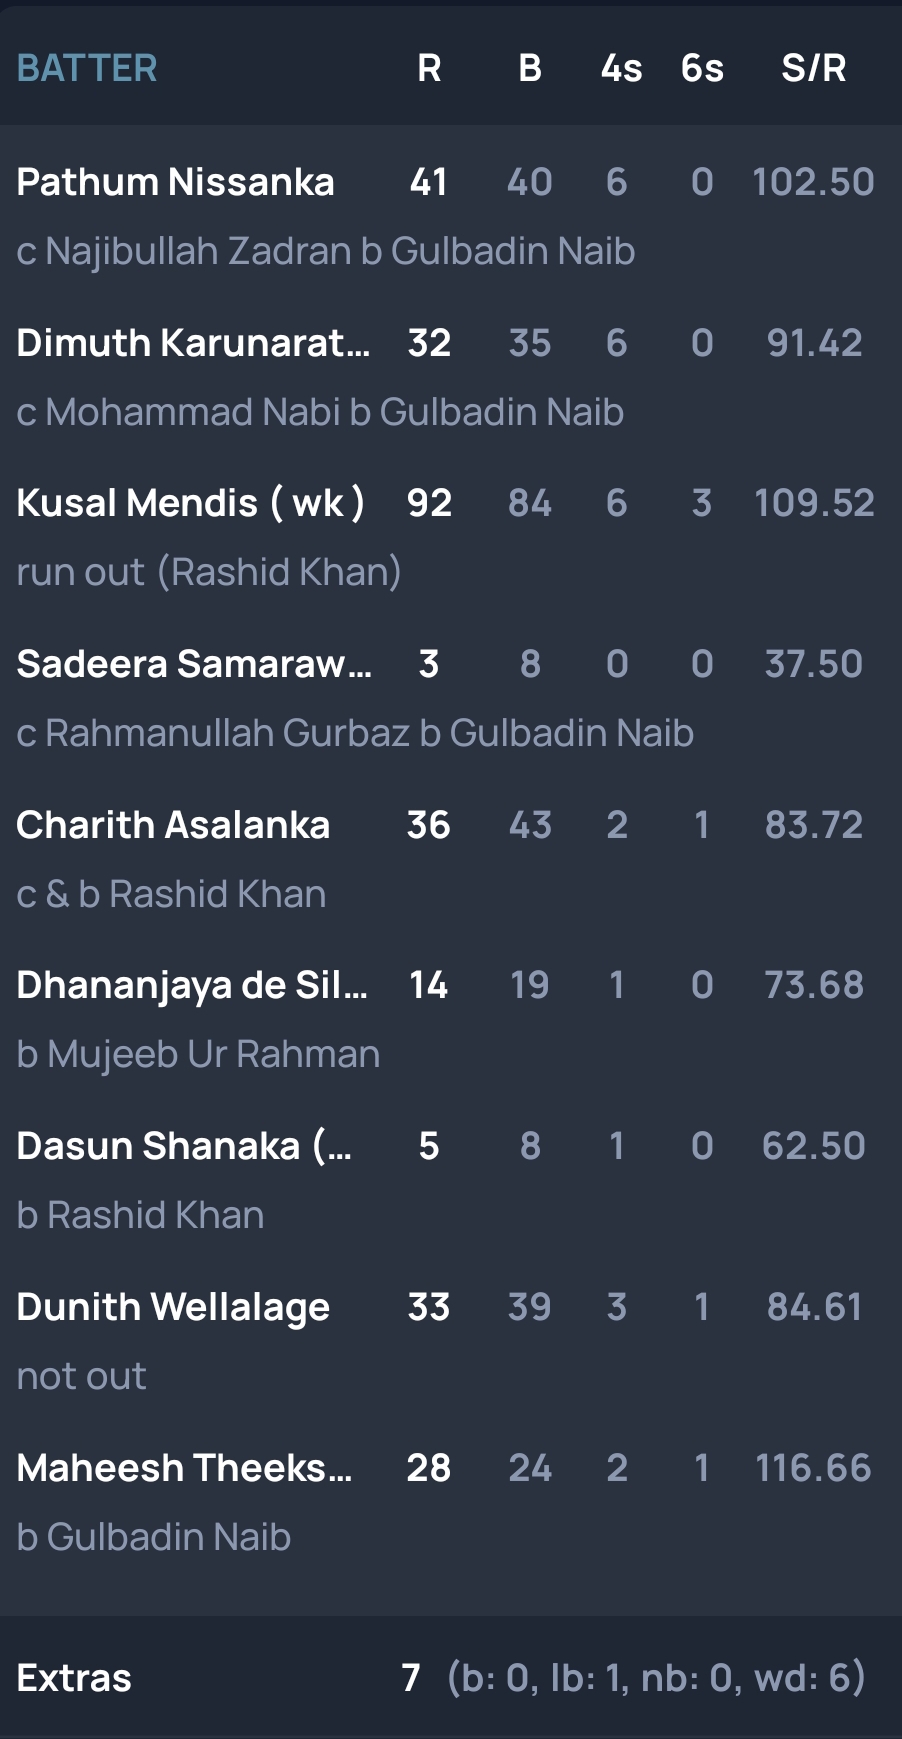 BATTER R B 4s 6s S/R
Pathum Nissanka 41 40 6 0 102.50
c Najibullah Zadran b Gulbadin Naib
Dimuth Karunarat... 32 35 6 0 91.42
c Mohammad Nabi b Gulbadin Naib
Kusal Mendis ( wk ) 92 84 6 3 109.52
run out (Rashid Khan)
Sadeera Samaraw... 3 8 0 0 37.50
c Rahmanullah Gurbaz b Gulbadin Naib
Charith Asalanka 36 43 2 1 83.72
c & b Rashid Khan
Dhananjaya de Sil... 14 19 1 0 73.68
b Mujeeb Ur Rahman
Dasun Shanaka (... 5 8 1 0 62.50
b Rashid Khan
Dunith Wellalage 33 39 3 1 84.61
not out
Maheesh Theeks... 28 24 2 1 116.66
b Gulbadin Naib
Extras 7 (b: 0, lb: 1, nb: 0, wd: 6)